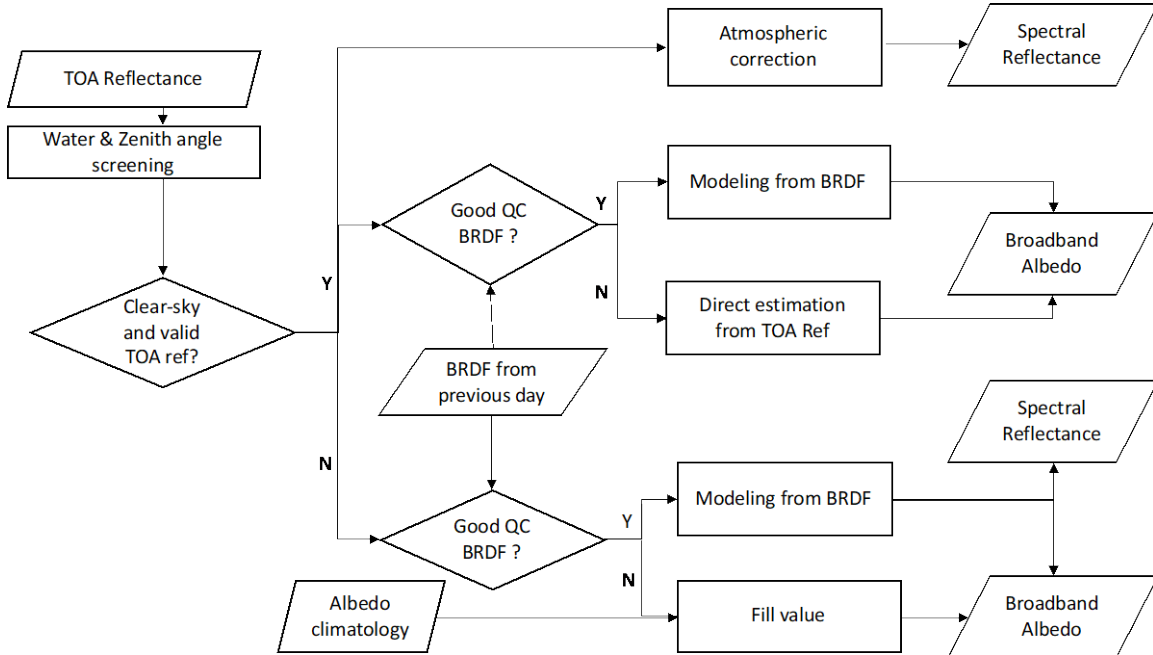 Atmospheric
correction
Spectral
Reflectance
TOA Reflectance
Water & Zenith angle
screening
Good QC
BRDF ?
Y
Modeling from BRDF
Broadband
Albedo
N
Direct estimation
from TOA Ref
Clear-sky
and valid
TOA ref?
Y
N
BRDF from
previous day
Spectral
Reflectance
Good QC
BRDF ?
Y
Modeling from BRDF
N
Albedo
climatology
Fill value
Broadband
Albedo